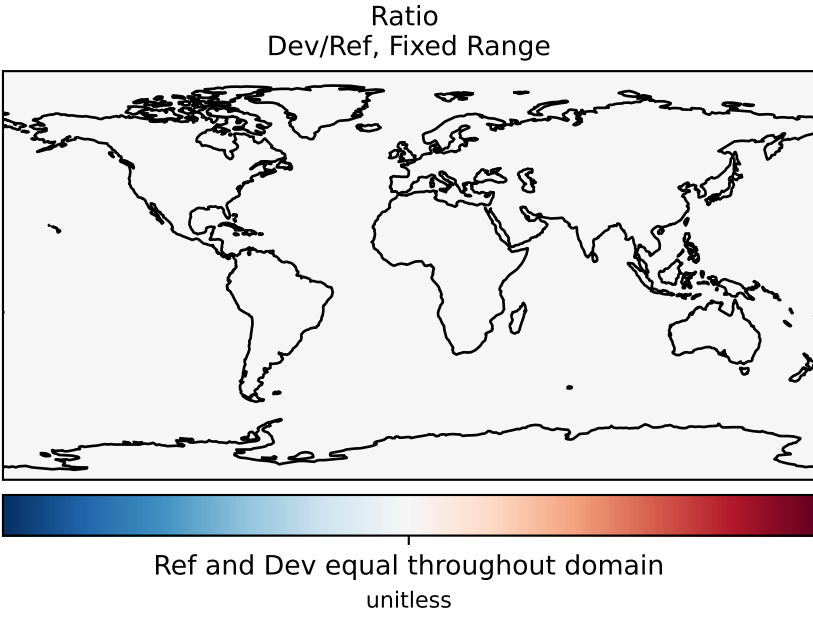 Ratio
Dev/Ref, Fixed Range
Ref and Dev equal throughout domain
unitless